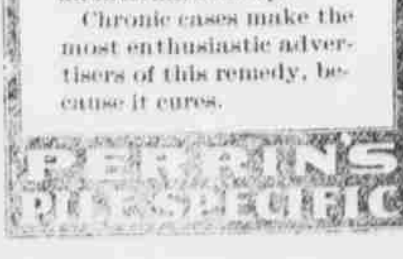 Chronic cases make the
most enthusiastic adver-
tisers of this remedy, be-
cause it cures.
PERRIN'S
PILE SPECIFIC